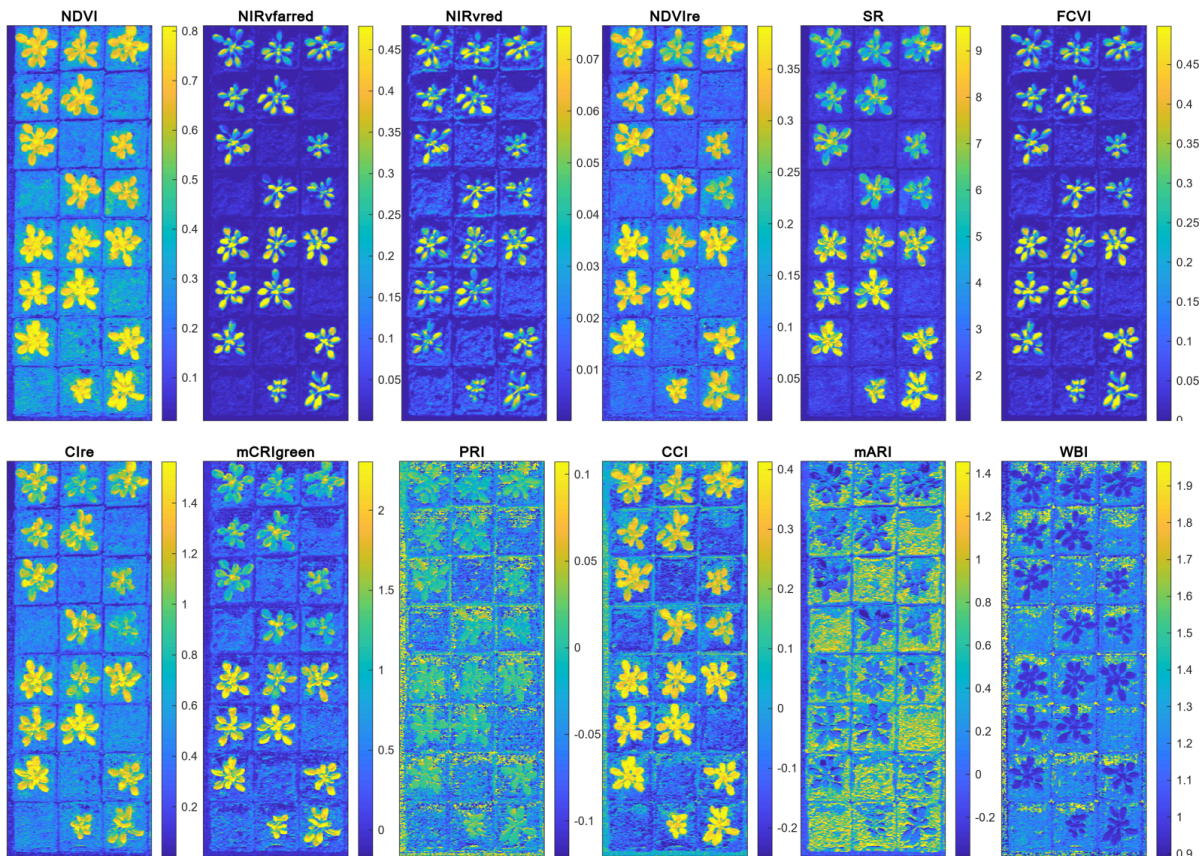 NDVI NIRvfarred NIRvred NDVIre SR FCVI
0.8 0.45 0.07 0.35 9 0.45
0.7 0.4 0.06 0.3 8 0.4
0.6 0.35 0.05 0.25 7 0.35
0.5 0.3 0.04 0.2 6 0.3
0.4 0.25 0.03 0.15 5 0.25
0.3 0.2 0.02 0.1 4 0.2
0.2 0.15 0.01 0.05 3 0.15
0.1 0.1 2 0.1
0.05 0.05
0
CIre mCRIgreen PRI CCI mARI WBI
1.4 2 0.1 0.4 1.4 1.9
1.2 1.5 0.05 0.3 1.2 1.8
1 1 0 0.2 1 1.7
0.8 0.5 -0.05 0.1 0.8 1.6
0.6 0 -0.1 0 0.6 1.5
0.4 -0.1 0.4 1.4
0.2 -0.2 0.2 1.3
0 1.2
-0.2 1.1
1
0.9